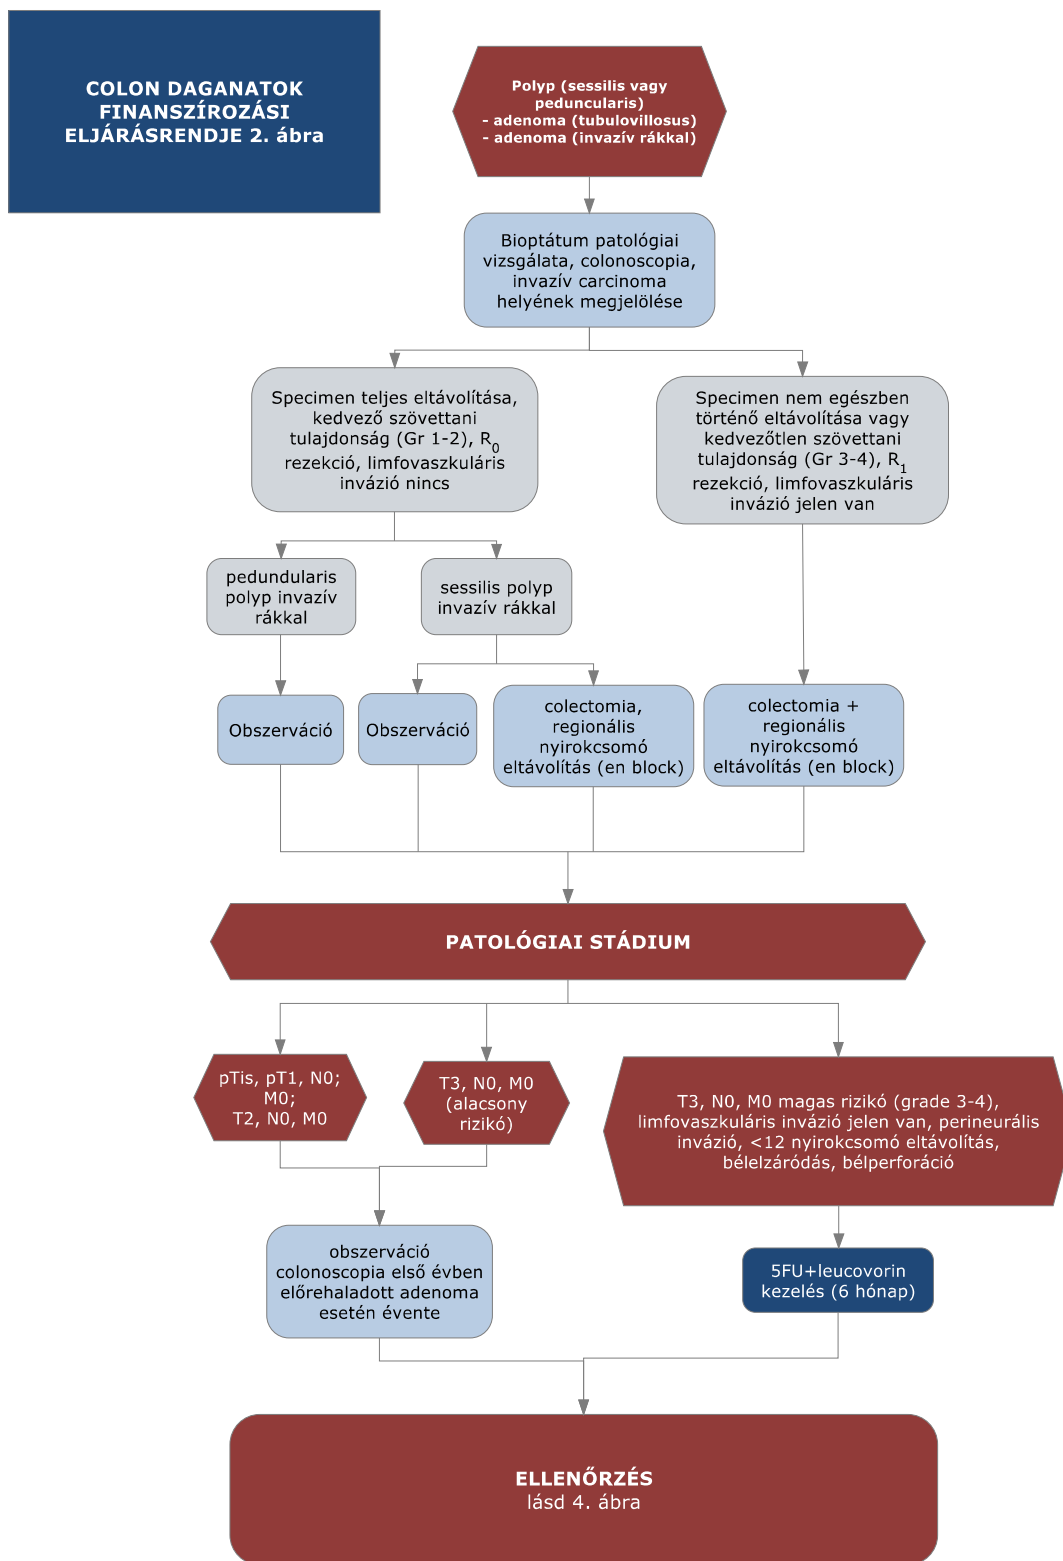 COLON DAGANATOK
FINANSZÍROZÁSI
ELJÁRÁSRENDJE 2. ábra
Polyp (sessilis vagy
peduncularis)
- adenoma (tubulovillosus)
- adenoma (invazív rákkal)
Bioptátum patológiai
vizsgálata, colonoscopia,
invazív carcinoma
helyének megjelölése
Specimen teljes eltávolítása,
kedvező szövettani
tulajdonság (Gr 1-2), R0
rezekció, limfovaszkuláris
invázió nincs
Specimen nem egészben
történő eltávolítása vagy
kedvezőtlen szövettani
tulajdonság (Gr 3-4), R1
rezekció, limfovaszkuláris
invázió jelen van
pedundularis
polyp invazív
rákkal
sessilis polyp
invazív rákkal
Obszerváció
Obszerváció
colectomia,
regionális
nyirokcsomó
eltávolítás (en block)
colectomia +
regionális
nyirokcsomó
eltávolítás (en block)
PATOLÓGIAI STÁDIUM
pTis, pT1, N0;
M0;
T2, N0, M0
T3, N0, M0
(alacsony
rizikó)
T3, N0, M0 magas rizikó (grade 3-4),
limfovaszkuláris invázió jelen van, perineurális
invázió, <12 nyirokcsomó eltávolítás,
bélelzáródás, bélperforáció
obszerváció
colonoscopia első évben
előrehaladott adenoma
esetén évente
5FU+leucovorin
kezelés (6 hónap)
ELLENŐRZÉS
lásd 4. ábra